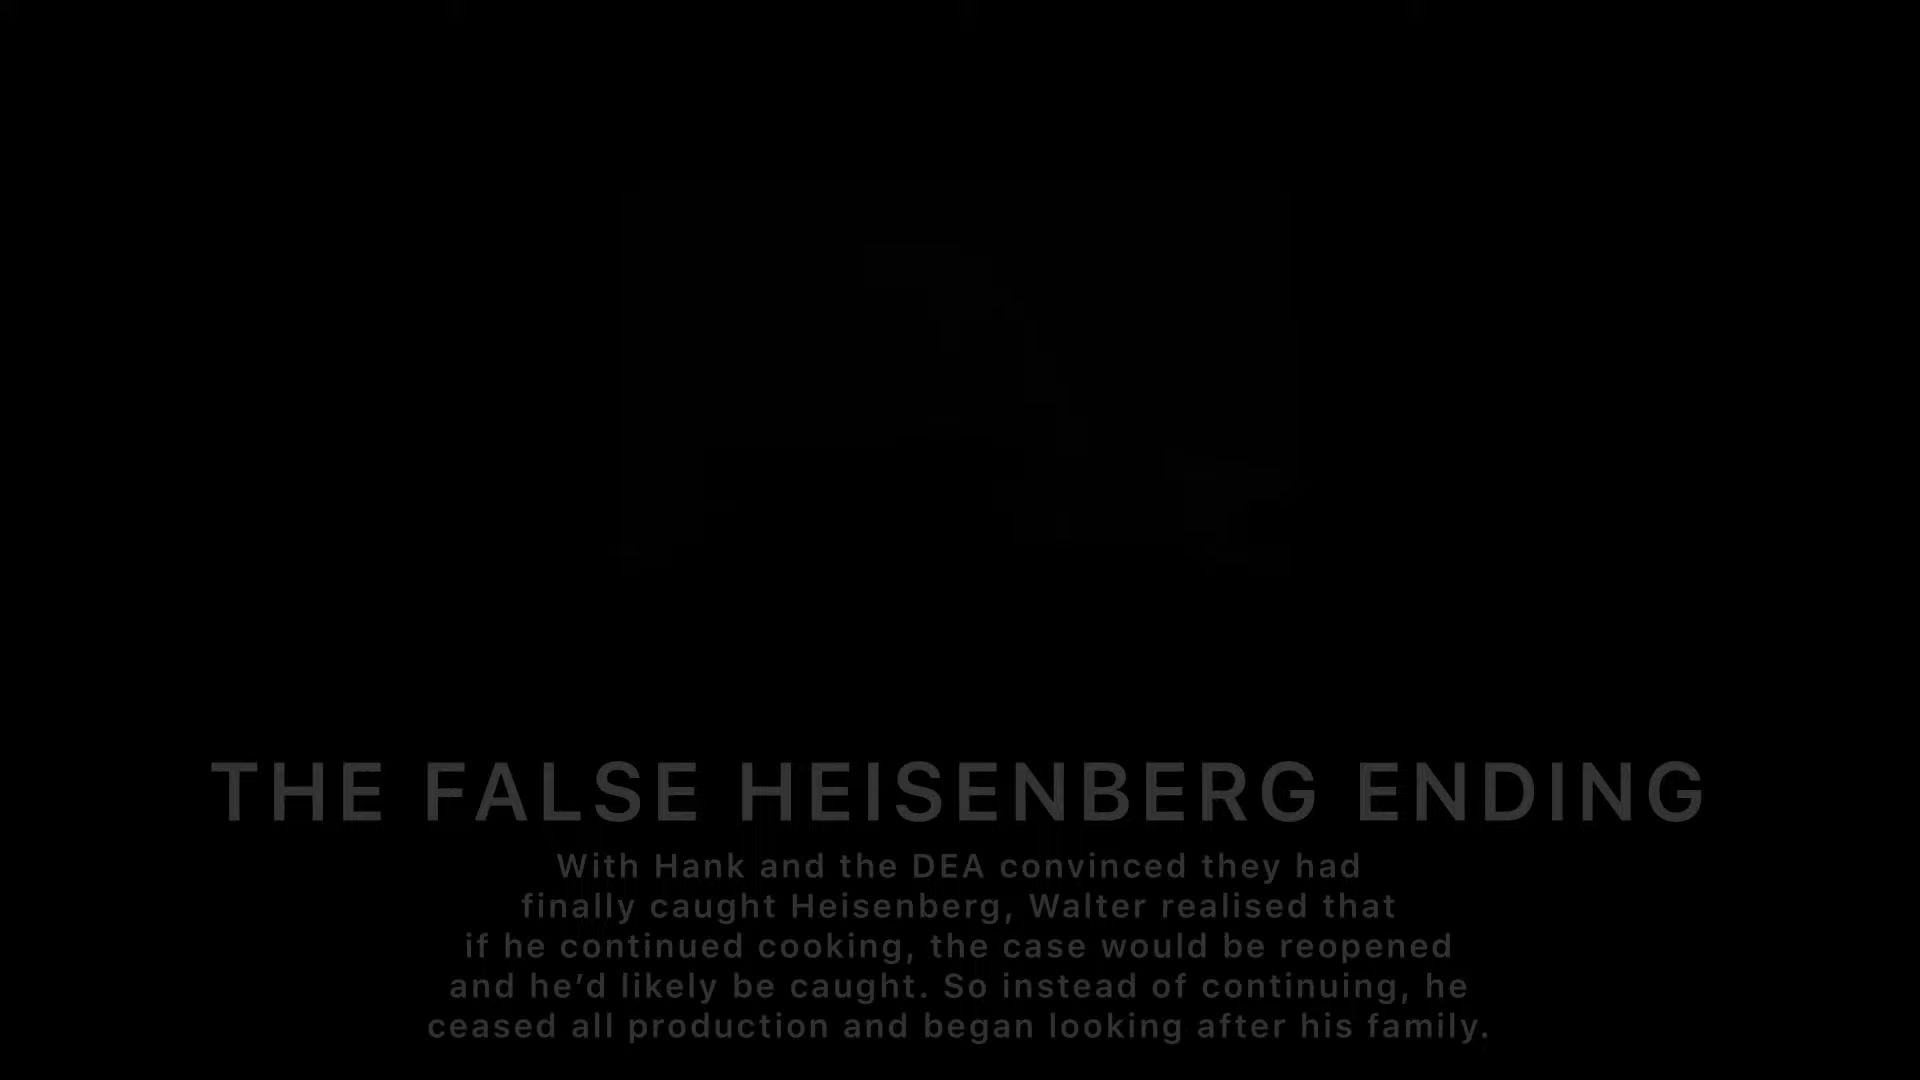 THE FALSE HEISENBERG ENDING
With Hank and the DEA convinced they had
finally caught Heisenberg, Walter realised that
if he continued cooking, the case would be reopened
and he’d likely be caught. So instead of continuing, he
ceased all production and began looking after his family.